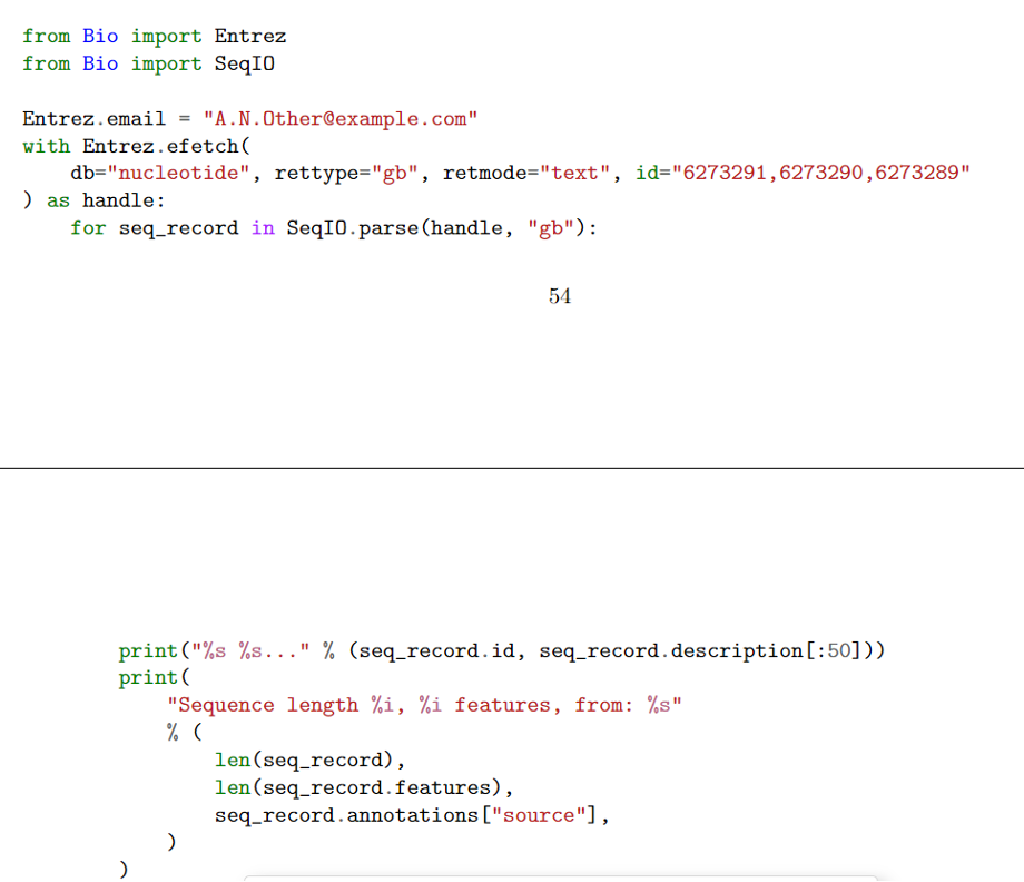 from Bio import Entrez
from Bio import SeqIO
Entrez.email = "A.N.Other@example.com"
with Entrez.efetch(
    db="nucleotide", rettype="gb", retmode="text", id="6273291,6273290,6273289"
) as handle:
    for seq_record in SeqIO.parse(handle, "gb"):
54
        print("%s %s..." % (seq_record.id, seq_record.description[:50]))
        print(
            "Sequence length %i, %i features, from: %s"
            % (
                len(seq_record),
                len(seq_record.features),
                seq_record.annotations["source"],
            )
        )